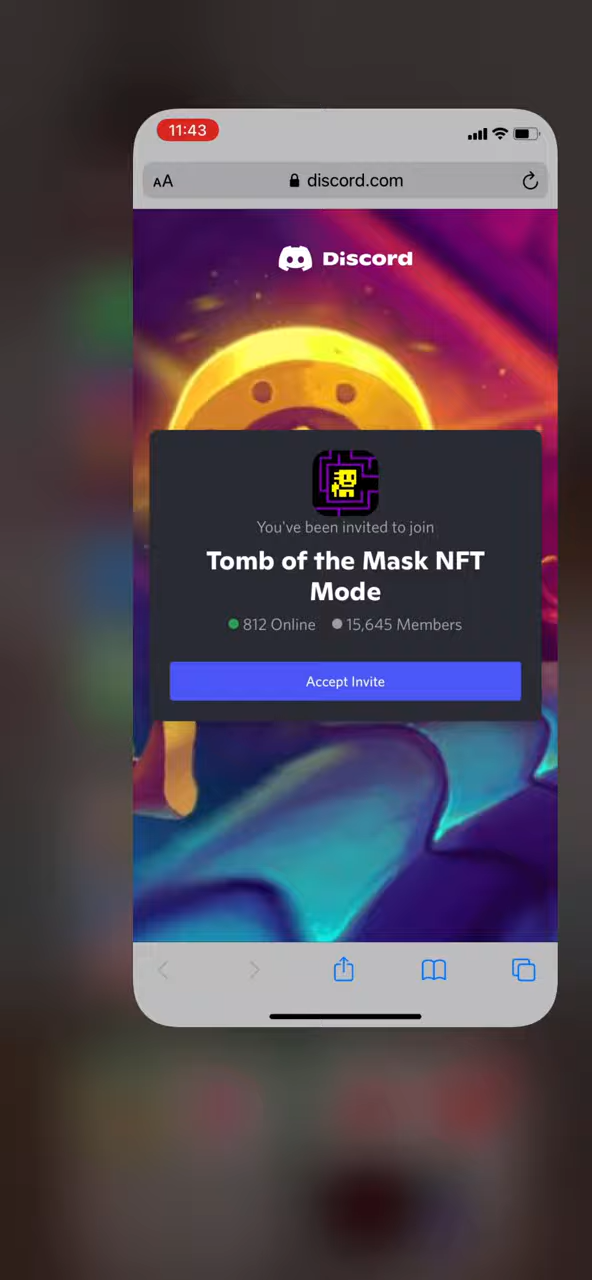 11:43
AA discord.com
Discord
You've been invited to join
Tomb of the Mask NFT
Mode
812 Online 15,645 Members
Accept Invite